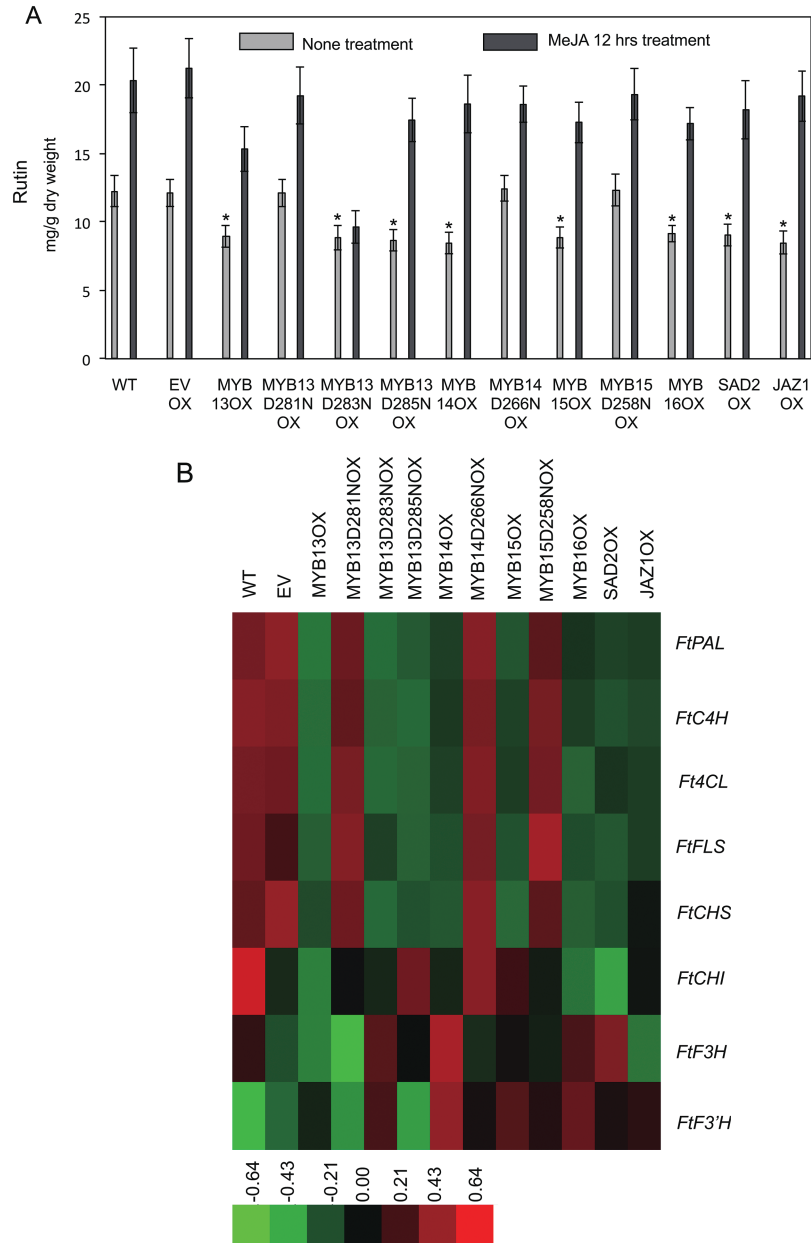 A
25
20
15
10
5
0
Rutin
mg/g dry weight
None treatment
MeJA 12 hrs treatment
* * * * * * * *
WT EV MYB MYB13 MYB13 MYB13 MYB MYB14 MYB MYB15 MYB SAD2 JAZ1
OX 13OX D281N D283N D285N 14OX D266N 15OX D258N 16OX OX OX
OX OX OX OX OX
B
WT
EV
MYB13OX
MYB13D281NOX
MYB13D283NOX
MYB13D285NOX
MYB14OX
MYB14D266NOX
MYB15OX
MYB15D258NOX
MYB16OX
SAD2OX
JAZ1OX
FtPAL
FtC4H
Ft4CL
FtFLS
FtCHS
FtCHI
FtF3H
FtF3'H
-0.64
-0.43
-0.21
0.00
0.21
0.43
0.64